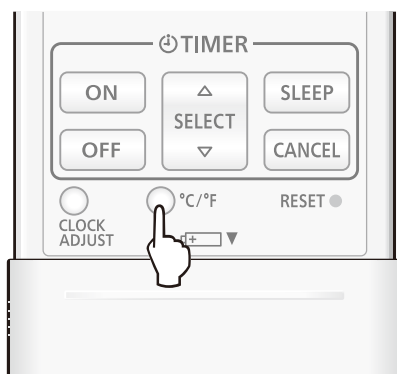 TIMER
ON
SELECT
SLEEP
OFF
CANCEL
°C/°F
RESET
CLOCK
ADJUST
+